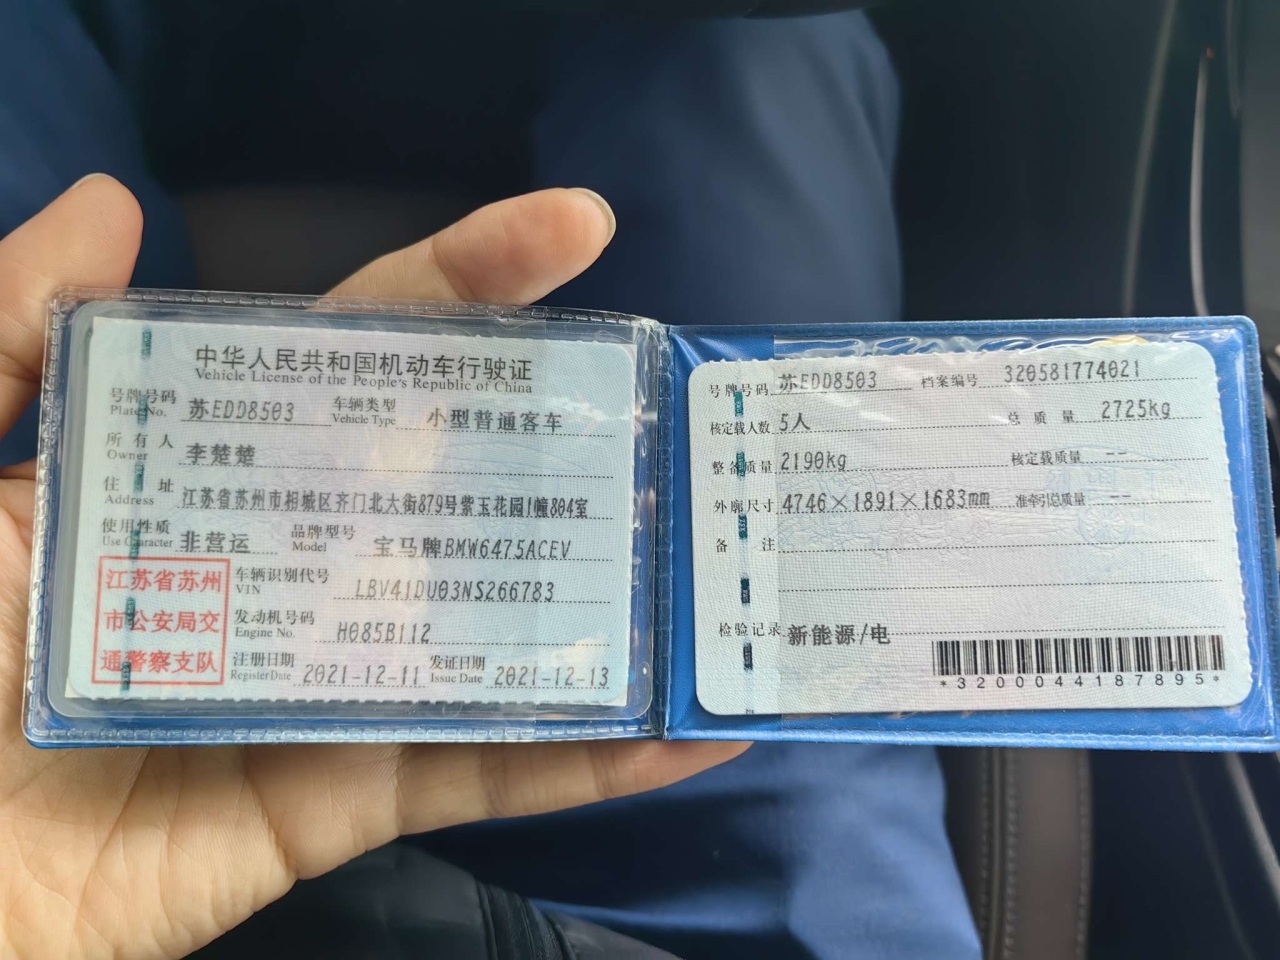 中华人民共和国机动车行驶证
Vehicle License of the People's Republic of China
号牌号码 苏EDD8503 车辆类型 小型普通客车
Plate No. Vehicle Type
所有人 李楚楚
Owner
住址 江苏省苏州市相城区齐门北大街879号紫玉花园1幢804室
Address
使用性质 非营运 品牌型号 宝马牌BMW6475ACEV
Use Character Model
江苏省苏州
市公安局交
通警察支队
车辆识别代号 LBV41DU03NS266783
VIN
发动机号码 H085B112
Engine No.
注册日期 2021-12-11 发证日期 2021-12-13
Register Date Issue Date
号牌号码 苏EDD8503 档案编号 320581774021
核定载人数 5人 总质量 2725kg
整备质量 2190kg 核定载质量 --
外廓尺寸 4746×1891×1683mm 准牵引总质量 --
备注
检验记录 新能源/电
*3200044187895*